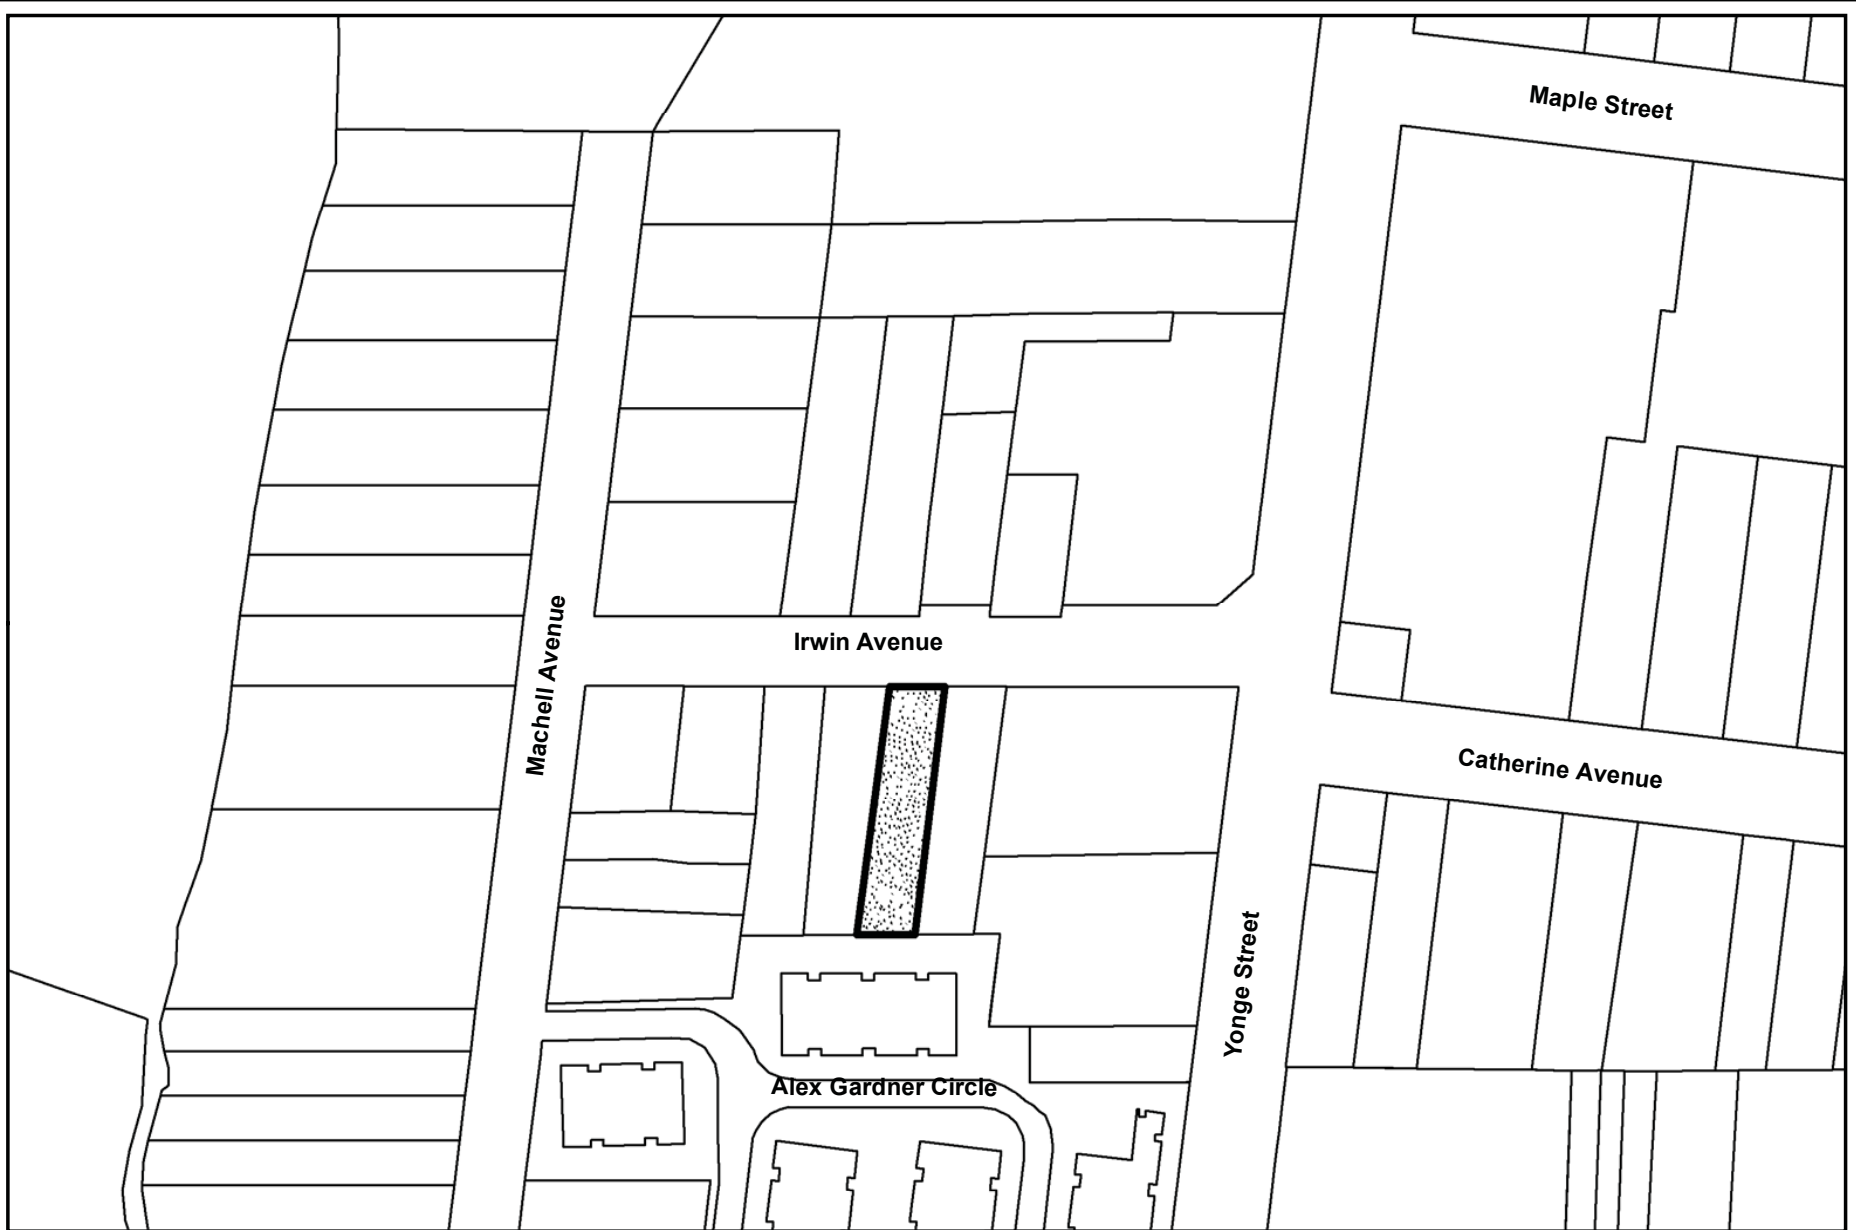 Maple Street
Irwin Avenue
Machell Avenue
Catherine Avenue
Yonge Street
Alex Gardner Circle